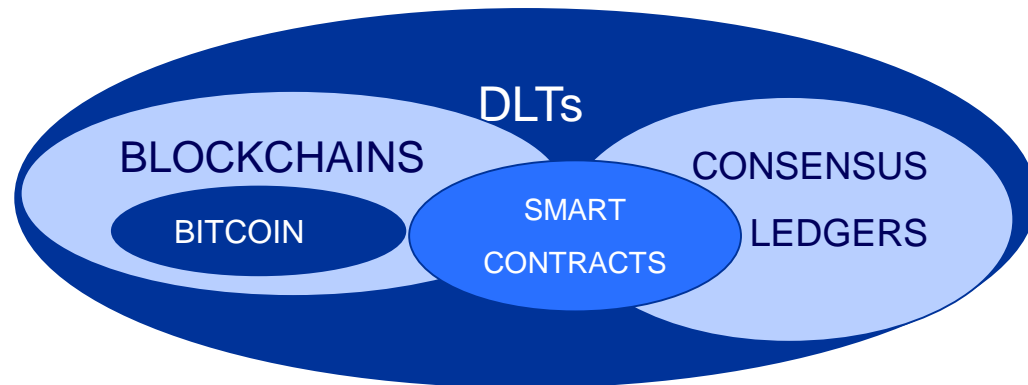 DLTs
BLOCKCHAINS
BITCOIN
SMART
CONTRACTS
CONSENSUS
LEDGERS